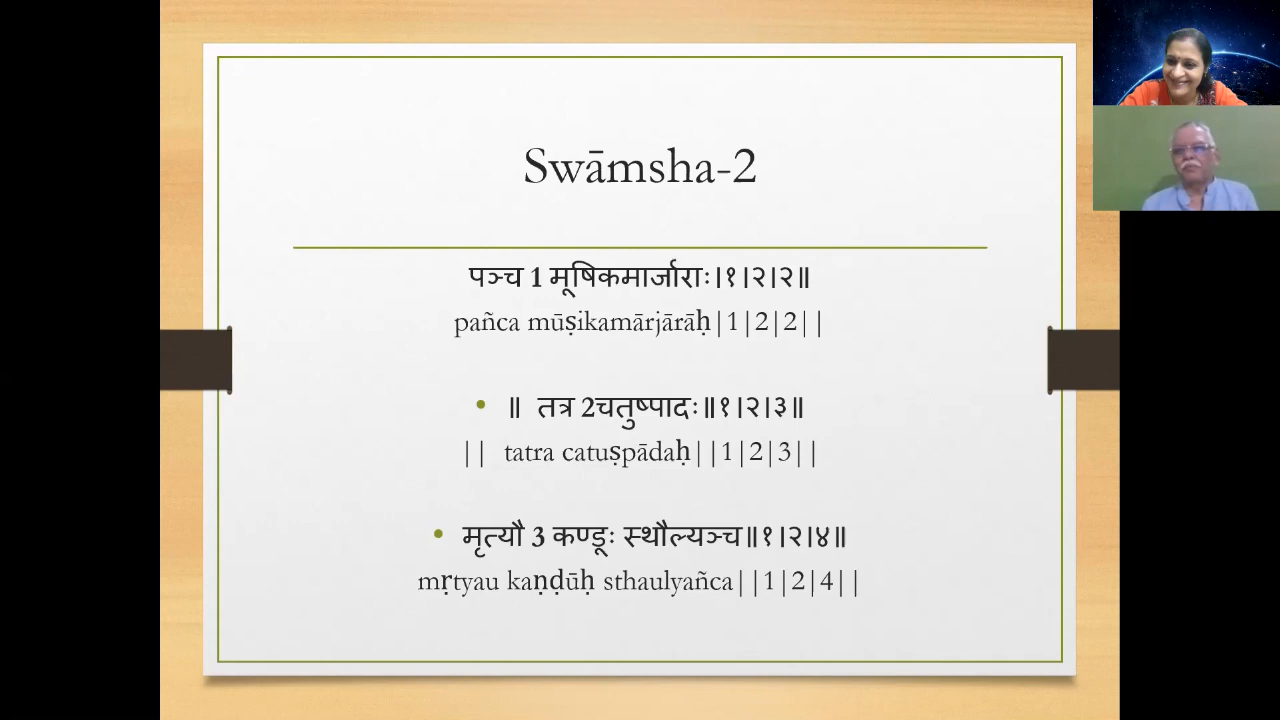 Swāmsha-2
पञ्च 1 मूषिकमार्जाराः।१।२।२॥
pañca mūṣikamārjārāḥ|1|2|2||
• ॥ तत्र 2चतुष्पादः॥१।२।३॥
|| tatra catuṣpādaḥ||1|2|3||
• मृत्यौ 3 कण्डूः स्थौल्यञ्च॥१।२।४॥
mṛtyau kaṇḍūḥ sthaulyañca||1|2|4||